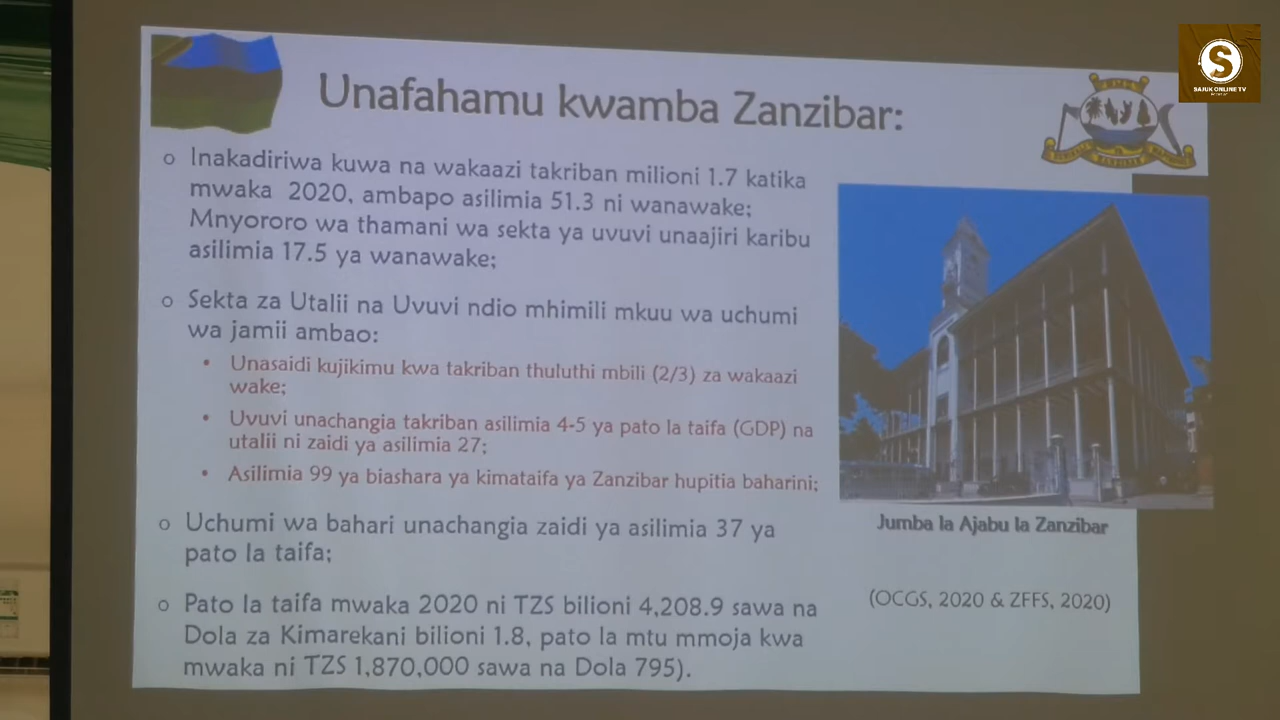 SAJUK ONLINE TV
Unafahamu kwamba Zanzibar:
o Inakadiriwa kuwa na wakaazi takriban milioni 1.7 katika
mwaka 2020, ambapo asilimia 51.3 ni wanawake;
Mnyororo wa thamani wa sekta ya uvuvi unaajiri karibu
asilimia 17.5 ya wanawake;
o Sekta za Utalii na Uvuvi ndio mhimili mkuu wa uchumi
wa jamii ambao:
• Unasaidi kujikimu kwa takriban thuluthi mbili (2/3) za wakaazi
wake;
• Uvuvi unachangia takriban asilimia 4-5 ya pato la taifa (GDP) na
utalii ni zaidi ya asilimia 27;
• Asilimia 99 ya biashara ya kimataifa ya Zanzibar hupitia baharini;
o Uchumi wa bahari unachangia zaidi ya asilimia 37 ya
pato la taifa;
o Pato la taifa mwaka 2020 ni TZS bilioni 4,208.9 sawa na
Dola za Kimarekani bilioni 1.8, pato la mtu mmoja kwa
mwaka ni TZS 1,870,000 sawa na Dola 795).
Jumba la Ajabu la Zanzibar
(OCGS, 2020 & ZFFS, 2020)